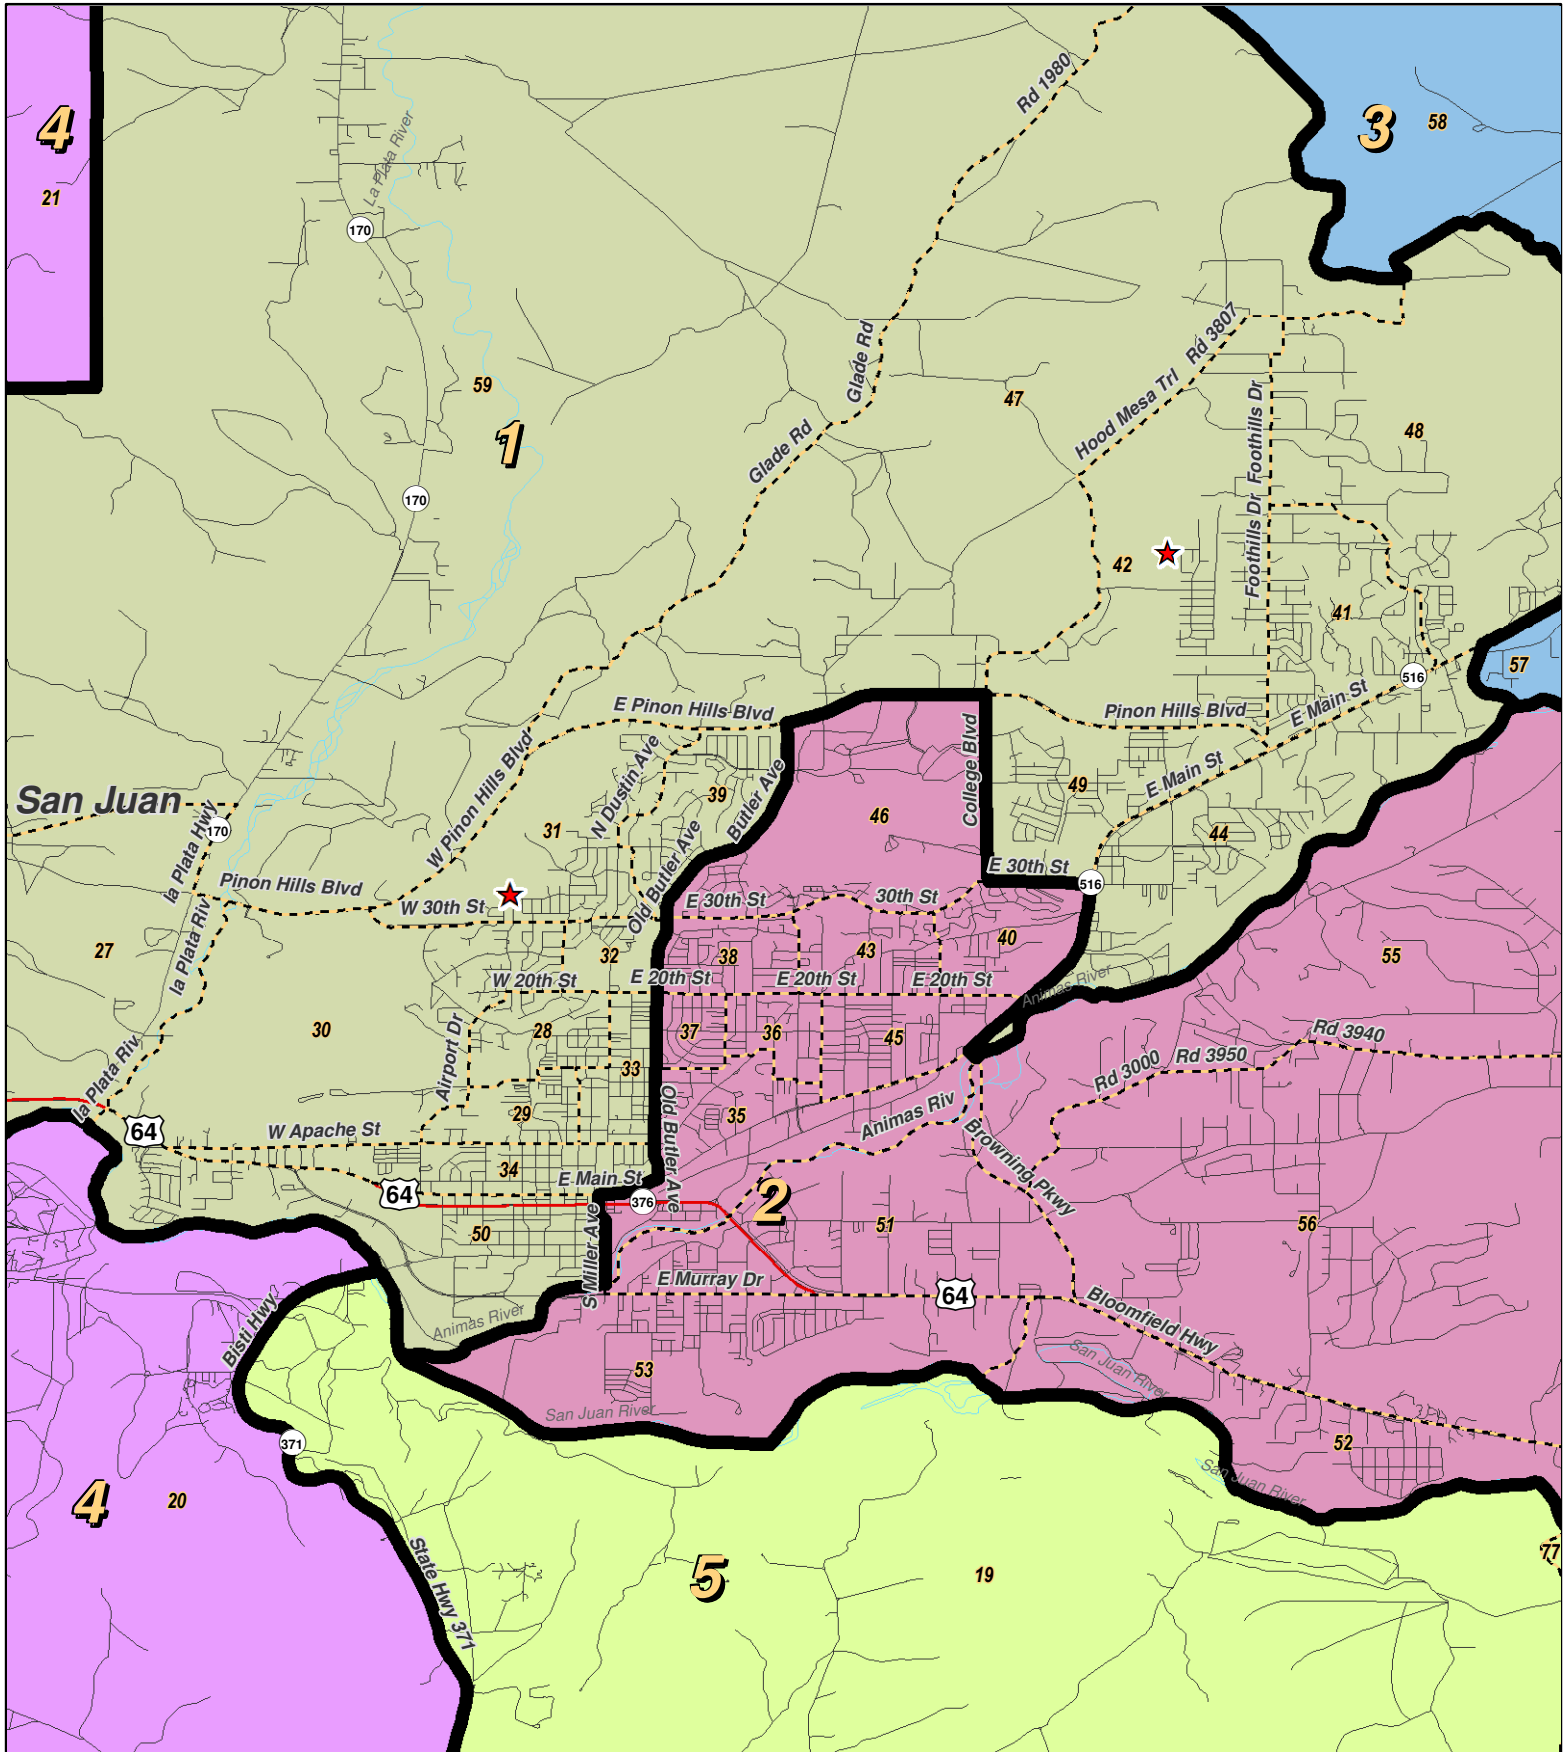 Rd 1980
3
58
4
La Plata River
21
170
Rd 3807
Glade Rd
59
47
Hood Mesa Trl
1
Foothills Dr
48
Glade Rd
170
Foothills Dr
42
41
57
516
E Pinon Hills Blvd
Pinon Hills Blvd
E Main St
N Dustin Ave
College Blvd
W Pinon Hills Blvd
39
Butler Ave
49
E Main St
San Juan
la Plata Hwy
170
31
46
44
Old Butler Ave
E 30th St
Pinon Hills Blvd
516
W 30th St
E 30th St
30th St
la Plata Riv
27
32
38
43
40
55
W 20th St
E 20th St
E 20th St
E 20th St
Animas River
30
Airport Dr
28
37
36
45
Rd 3940
Rd 3950
Rd 3000
la Plata Riv
33
29
Old Butler Ave
35
Animas Riv
64
W Apache St
Browning Pkwy
34
E Main St
64
376
2
50
S Miller Ave
51
56
E Murray Dr
64
Bloomfield Hwy
Bisti Hwy
Animas River
53
San Juan River
San Juan River
371
52
San Juan River
4
20
State Hwy 371
5
19
77